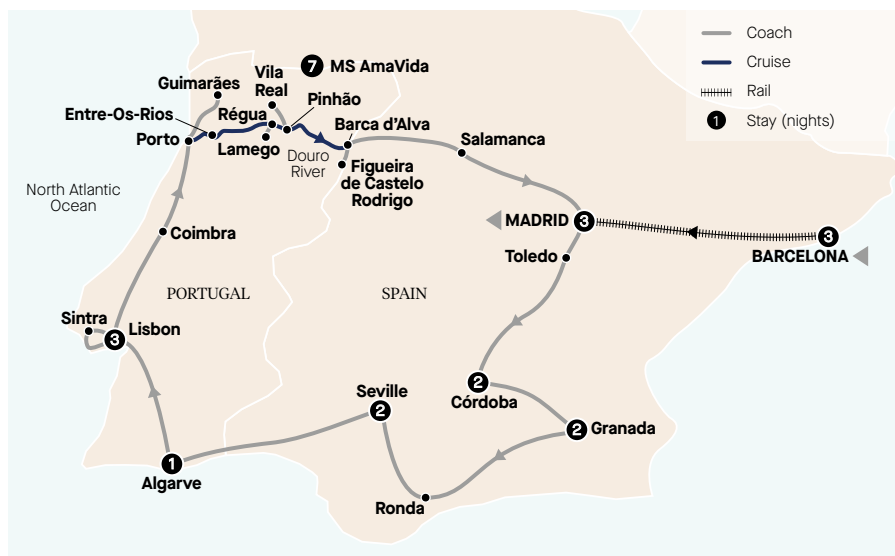 Coach
Cruise
Rail
1 Stay (nights)
7 MS AmaVida
Guimarães
Vila
Real
Pinhão
Entre-Os-Rios
Régua
Barca d'Alva
Porto
Lamego
Douro
River
Salamanca
Figueira
de Castelo
Rodrigo
North Atlantic
Ocean
MADRID 3
3
BARCELONA
Coimbra
Toledo
PORTUGAL
SPAIN
Sintra
3 Lisbon
Seville
2
2
Córdoba
2 Granada
1
Algarve
Ronda